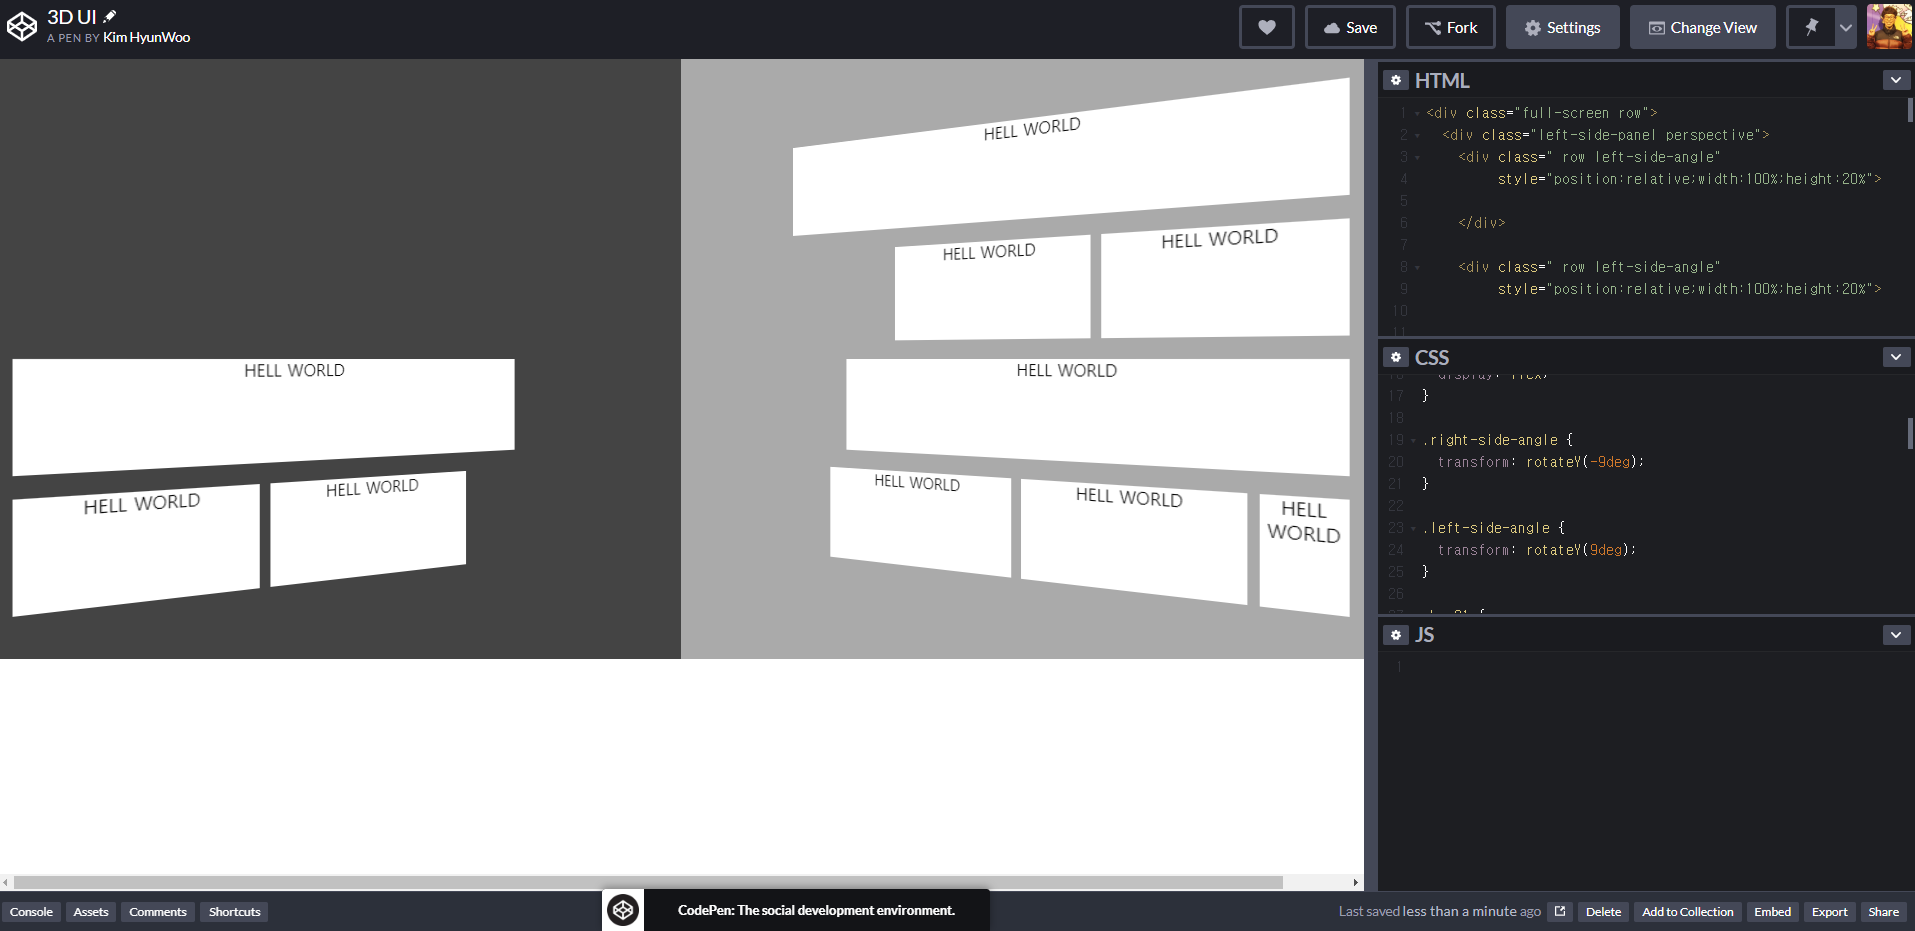 3D UI
A PEN BY Kim HyunWoo
Save
Fork
Settings
Change View
HELL WORLD
HELL WORLD
HELL WORLD
HELL WORLD
HELL WORLD
HELL WORLD
HELL WORLD
HELL WORLD
HELL WORLD
HELL
WORLD
HTML
1 <div class="full-screen row">
2 <div class="left-side-panel perspective">
3 <div class=" row left-side-angle"
4 style="position:relative;width:100%;height:20%">
5
6 </div>
7
8 <div class=" row left-side-angle"
9 style="position:relative;width:100%;height:20%">
10
11
CSS
16 display: flex;
17 }
18
19 .right-side-angle {
20 transform: rotateY(-9deg);
21 }
22
23 .left-side-angle {
24 transform: rotateY(9deg);
25 }
26
JS
1
Console
Assets
Comments
Shortcuts
CodePen: The social development environment.
Last saved less than a minute ago
Delete
Add to Collection
Embed
Export
Share